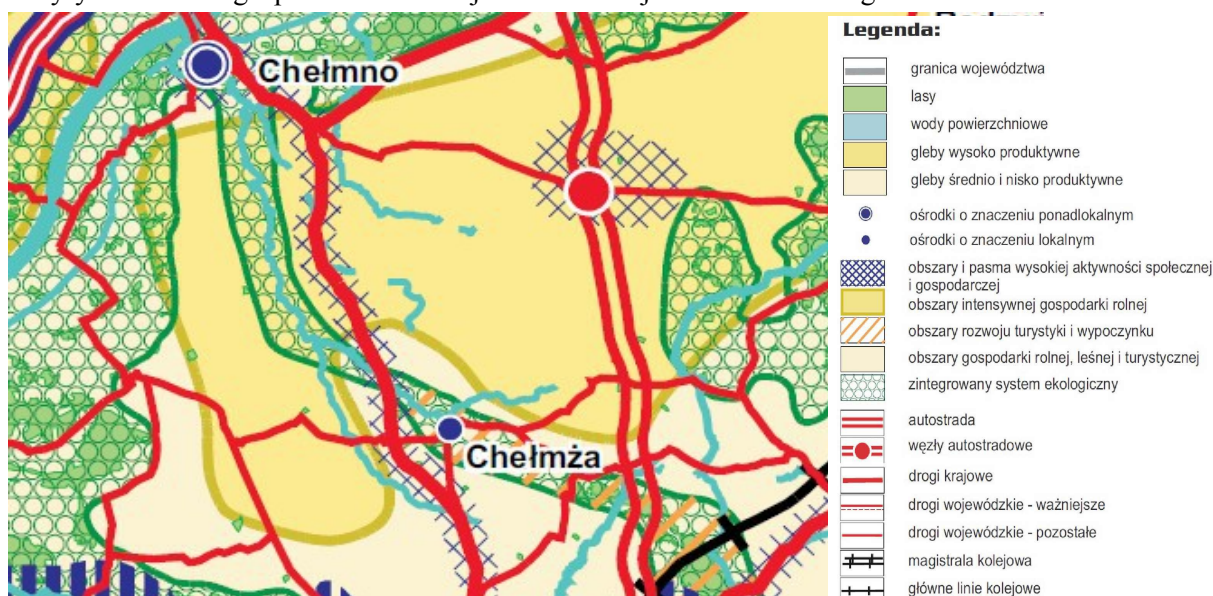 Legenda:
granica województwa
lasy
wody powierzchniowe
gleby wysoko produktywne
gleby średnio i nisko produktywne
ośrodki o znaczeniu ponadlokalnym
ośrodki o znaczeniu lokalnym
obszary i pasma wysokiej aktywności społecznej
i gospodarczej
obszary intensywnej gospodarki rolnej
obszary rozwoju turystyki i wypoczynku
obszary gospodarki rolnej, leśnej i turystycznej
zintegrowany system ekologiczny
autostrada
węzły autostradowe
drogi krajowe
drogi wojewódzkie - ważniejsze
drogi wojewódzkie - pozostałe
magistrala kolejowa
główne linie kolejowe
Chełmno
Chełmża